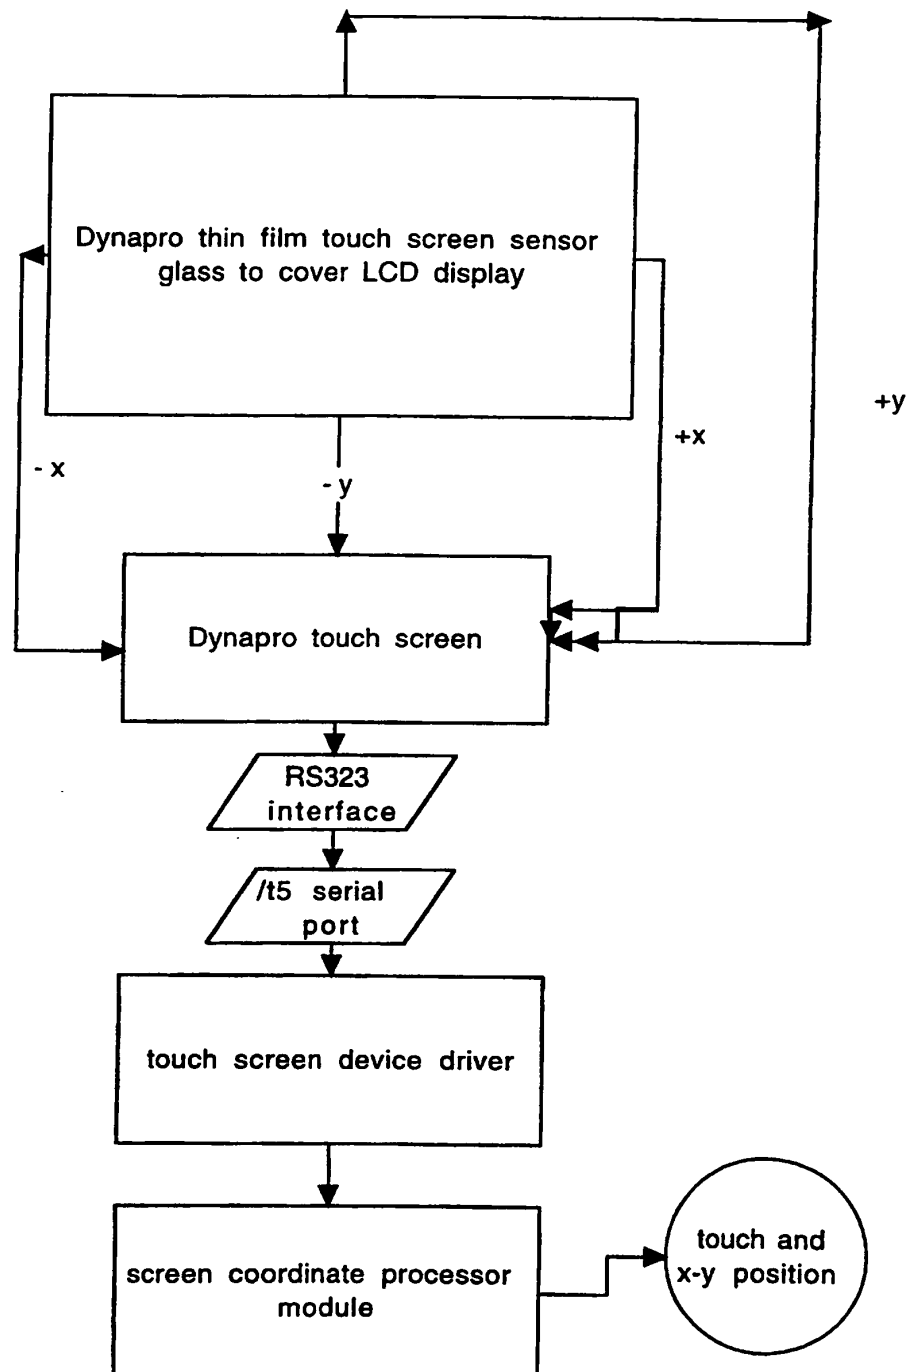 Dynapro thin film touch screen sensor
glass to cover LCD display
+y
+x
- x
- y
Dynapro touch screen
RS323
interface
/t5 serial
port
touch screen device driver
touch and
x-y position
screen coordinate processor
module